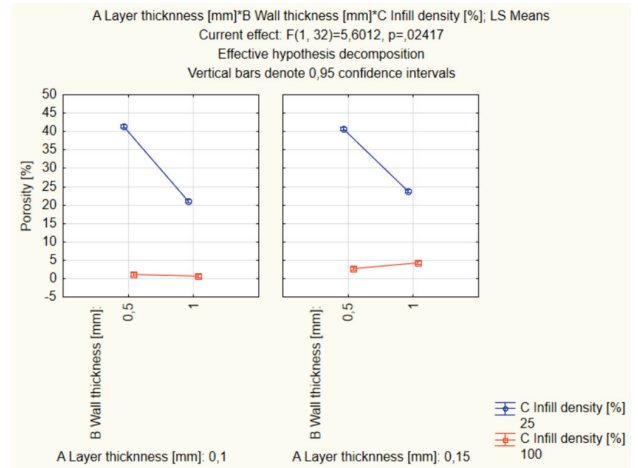 A Layer thicknness [mm]*B Wall thickness [mm]*C Infill density [%]; LS Means
Current effect: F(1, 32)=5,6012, p=,02417
Effective hypothesis decomposition
Vertical bars denote 0,95 confidence intervals
Porosity [%]
50
45
40
35
30
25
20
15
10
5
0
-5
B Wall thickness [mm]:
0,5
1
A Layer thicknness [mm]: 0,1
B Wall thickness [mm]:
0,5
1
A Layer thicknness [mm]: 0,15
C Infill density [%]
25
C Infill density [%]
100